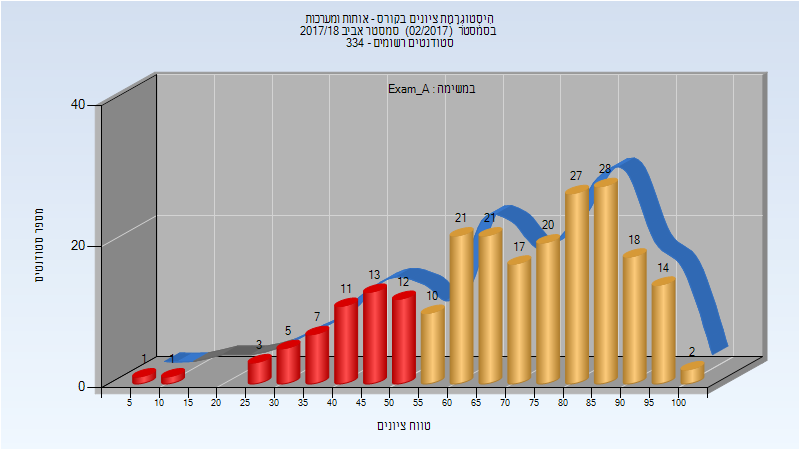 היסטוגרמת ציונים בקורס - אותות ומערכות
בסמסטר (02/2017) סמסטר אביב 2017/18
סטודנטים רשומים - 334
במשימה : Exam_A
מספר סטודנטים
40
20
0
1 1 3 5 7 11 13 12 10 21 21 17 20 27 28 18 14 2
5 10 15 20 25 30 35 40 45 50 55 60 65 70 75 80 85 90 95 100
טווח ציונים